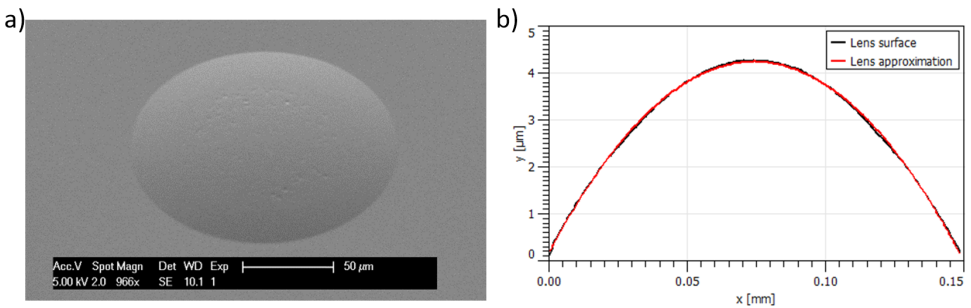 a)
Acc.V Spot Magn Det WD Exp
5.00 kV 2.0 966x SE 10.1 1
50 µm
b)
5
4
3
2
1
0
y [µm]
Lens surface
Lens approximation
0.00 0.05 0.10 0.15
x [mm]